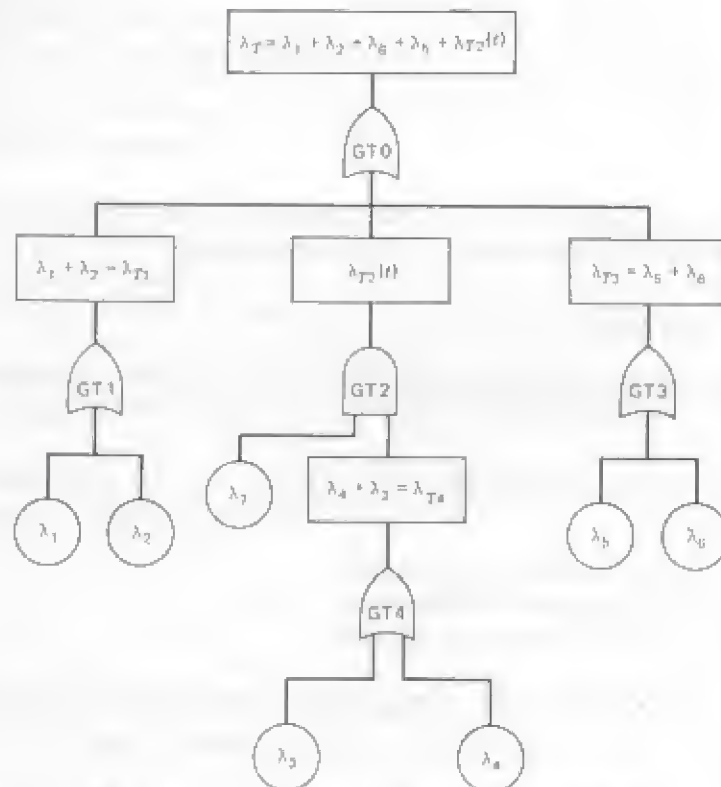 λT = λ1 + λ2 + λ6 + λ5 + λT2(t)
GT0
λ1 + λ2 = λT1
λT2(t)
λT3 = λ5 + λ6
GT1
GT2
GT3
λ7
λ4 + λ3 = λT4
λ1
λ2
λ5
λ6
GT4
λ3
λ4